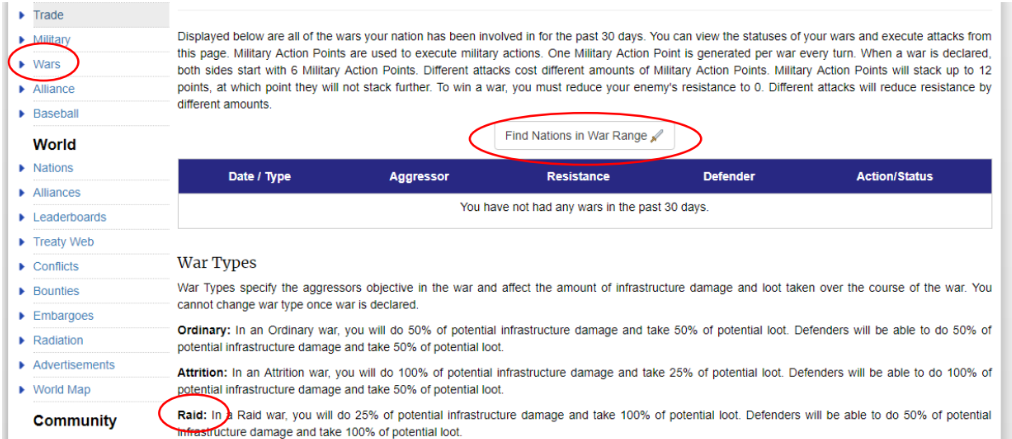 Trade
Military
Wars
Alliance
Baseball
World
Nations
Alliances
Leaderboards
Treaty Web
Conflicts
Bounties
Embargoes
Radiation
Advertisements
World Map
Community
Displayed below are all of the wars your nation has been involved in for the past 30 days. You can view the statuses of your wars and execute attacks from
this page. Military Action Points are used to execute military actions. One Military Action Point is generated per war every turn. When a war is declared,
both sides start with 6 Military Action Points. Different attacks cost different amounts of Military Action Points. Military Action Points will stack up to 12
points, at which point they will not stack further. To win a war, you must reduce your enemy's resistance to 0. Different attacks will reduce resistance by
different amounts.
Find Nations in War Range
Date / Type Aggressor Resistance Defender Action/Status
You have not had any wars in the past 30 days.
War Types
War Types specify the aggressors objective in the war and affect the amount of infrastructure damage and loot taken over the course of the war. You
cannot change war type once war is declared.
Ordinary: In an Ordinary war, you will do 50% of potential infrastructure damage and take 50% of potential loot. Defenders will be able to do 50% of
potential infrastructure damage and take 50% of potential loot.
Attrition: In an Attrition war, you will do 100% of potential infrastructure damage and take 25% of potential loot. Defenders will be able to do 100% of
potential infrastructure damage and take 50% of potential loot.
Raid: In a Raid war, you will do 25% of potential infrastructure damage and take 100% of potential loot. Defenders will be able to do 50% of potential
infrastructure damage and take 100% of potential loot.